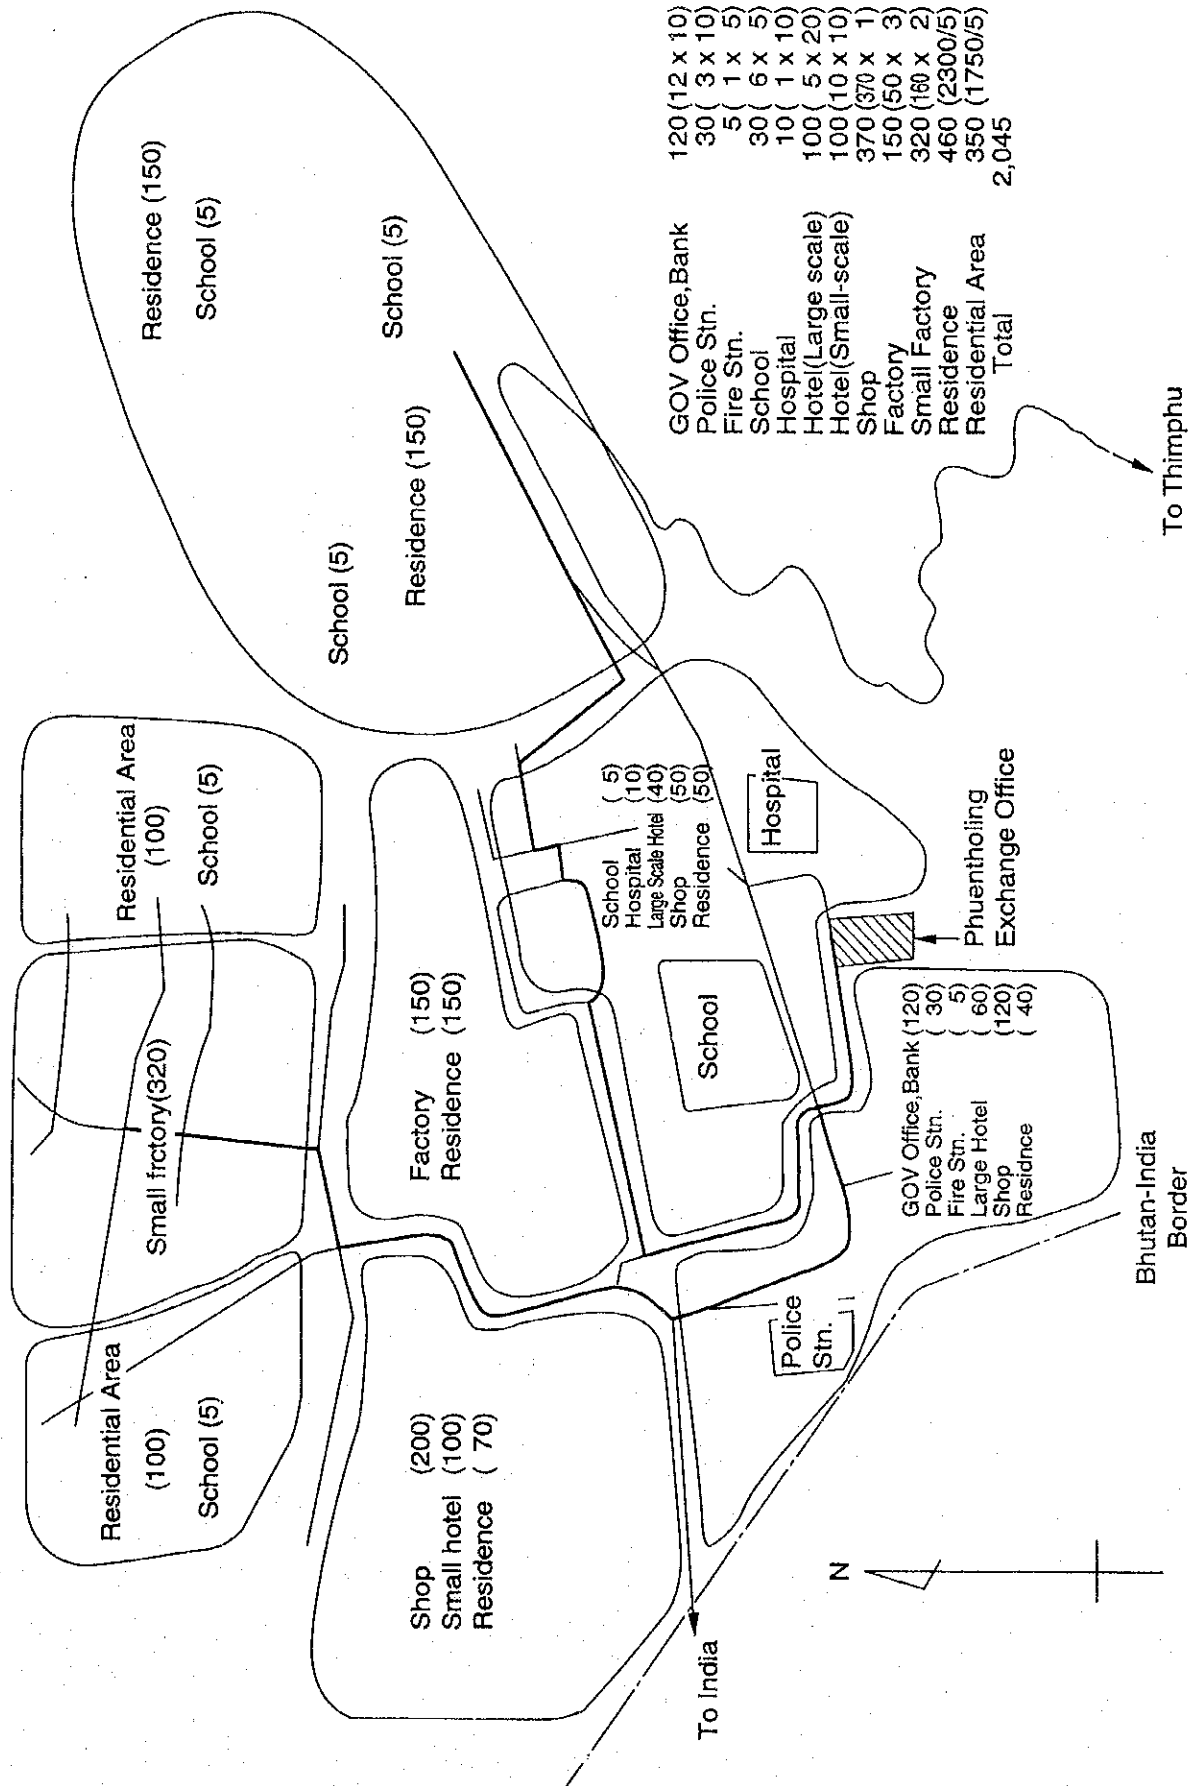 Residential Area
(100)
School (5)
Small frctory(320)
Residential Area
(100)
School (5)
Residence (150)
School (5)
School (5)
School (5)
Residence (150)
Shop (200)
Small hotel (100)
Residence ( 70)
Factory (150)
Residence (150)
School ( 5)
Hospital (10)
Large Scale Hotel (40)
Shop (50)
Residence (50)
School
Hospital
Police
Stn.
GOV Office,Bank (120)
Police Stn. ( 30)
Fire Stn. ( 5)
Large Hotel ( 60)
Shop (120)
Residnce ( 40)
Phuentholing
Exchange Office
To India
N
Bhutan-India
Border
To Thimphu
GOV Office,Bank 120(12 x 10)
Police Stn. 30( 3 x 10)
Fire Stn. 5( 1 x 5)
School 30( 6 x 5)
Hospital 10( 1 x 10)
Hotel(Large scale) 100( 5 x 20)
Hotel(Small-scale) 100(10 x 10)
Shop 370(370 x 1)
Factory 150(50 x 3)
Small Factory 320(160 x 2)
Residence 460 (2300/5)
Residential Area 350 (1750/5)
Total 2,045